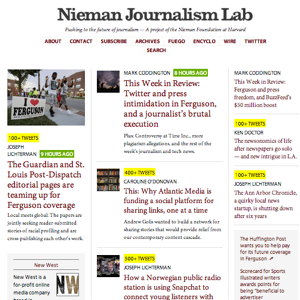 Nieman Journalism Lab
Pushing to the future of journalism — A project of the Nieman Foundation at Harvard
ABOUT CONTACT SUBSCRIBE ARCHIVES FUEGO ENCYCLO WIRE TWITTER
SEARCH
FERGUSON
100+ TWEETS
JOSEPH
LICHTERMAN 3 HOURS AGO
The Guardian and St.
Louis Post-Dispatch
editorial pages are
teaming up for
Ferguson coverage
Local meets global: The papers are
jointly seeking reader-submitted
stories of racial profiling and are
cross-publishing each other's work.
New West
New West is a
for-profit online
media company
MARK CODDINGTON 8 HOURS AGO
This Week in Review:
Twitter and press
intimidation in Ferguson,
and a journalist's brutal
execution
Plus: Controversy at Time Inc., more
plagiarism allegations, and the rest of the
week's journalism and tech news.
400+ TWEETS
CAROLINE O'DONOVAN
This: Why Atlantic Media is
funding a social platform for
sharing links, one at a time
Andrew Golis wanted to build a network for
sharing stories that would provide relief from
our contemporary content cascade.
300+ TWEETS
JOSEPH LICHTERMAN
How a Norwegian public radio
station is using Snapchat to
connect young listeners with
MARK CODDINGTON
This Week in Review:
Ferguson and press
freedom, and BuzzFeed's
$50 million boost
100+ TWEETS
KEN DOCTOR
The newsonomics of life
after newspapers go solo
— and new intrigue in L.A.
100+ TWEETS
JOSEPH LICHTERMAN
The Ann Arbor Chronicle,
a quirky local news
startup, is shutting down
after six years
The Huffington Post
wants you to help pay
for its future coverage
in Ferguson
Scorecard for Sports
Illustrated writers
awards points for
being "beneficial to
advertiser